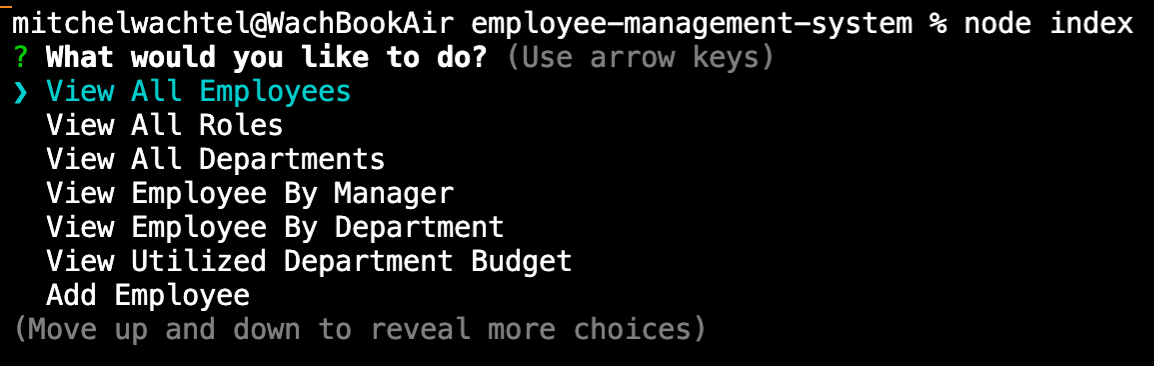 mitchelwachtel@WachBookAir employee-management-system % node index
? What would you like to do? (Use arrow keys)
❯ View All Employees
View All Roles
View All Departments
View Employee By Manager
View Employee By Department
View Utilized Department Budget
Add Employee
(Move up and down to reveal more choices)